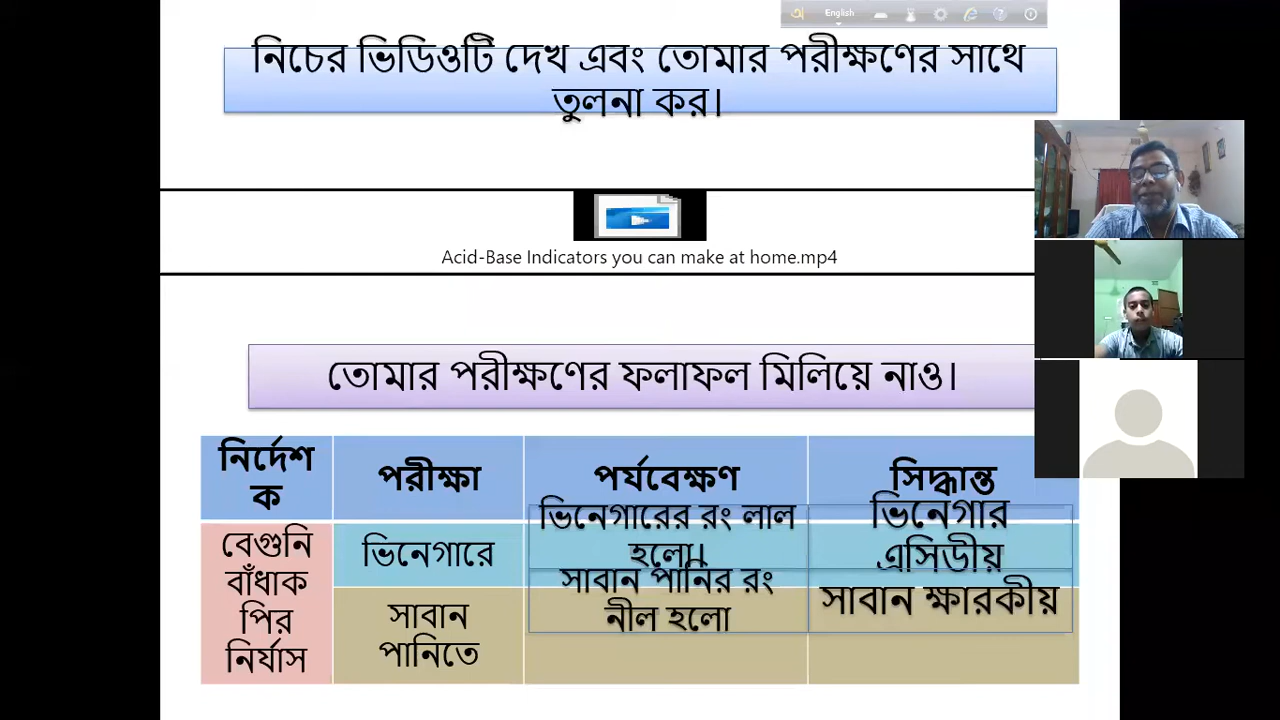 English
নিচের ভিডিওটি দেখ এবং তোমার পরীক্ষণের সাথে
তুলনা কর।
Acid-Base Indicators you can make at home.mp4
তোমার পরীক্ষণের ফলাফল মিলিয়ে নাও।
নির্দেশ
ক
পরীক্ষা
পর্যবেক্ষণ
সিদ্ধান্ত
বেগুনি
বাঁধাক
পির
নির্যাস
ভিনেগারে
ভিনেগারের রং লাল
হলো।
ভিনেগার
এসিডীয়
সাবান
পানিতে
সাবান পানির রং
নীল হলো
সাবান ক্ষারকীয়